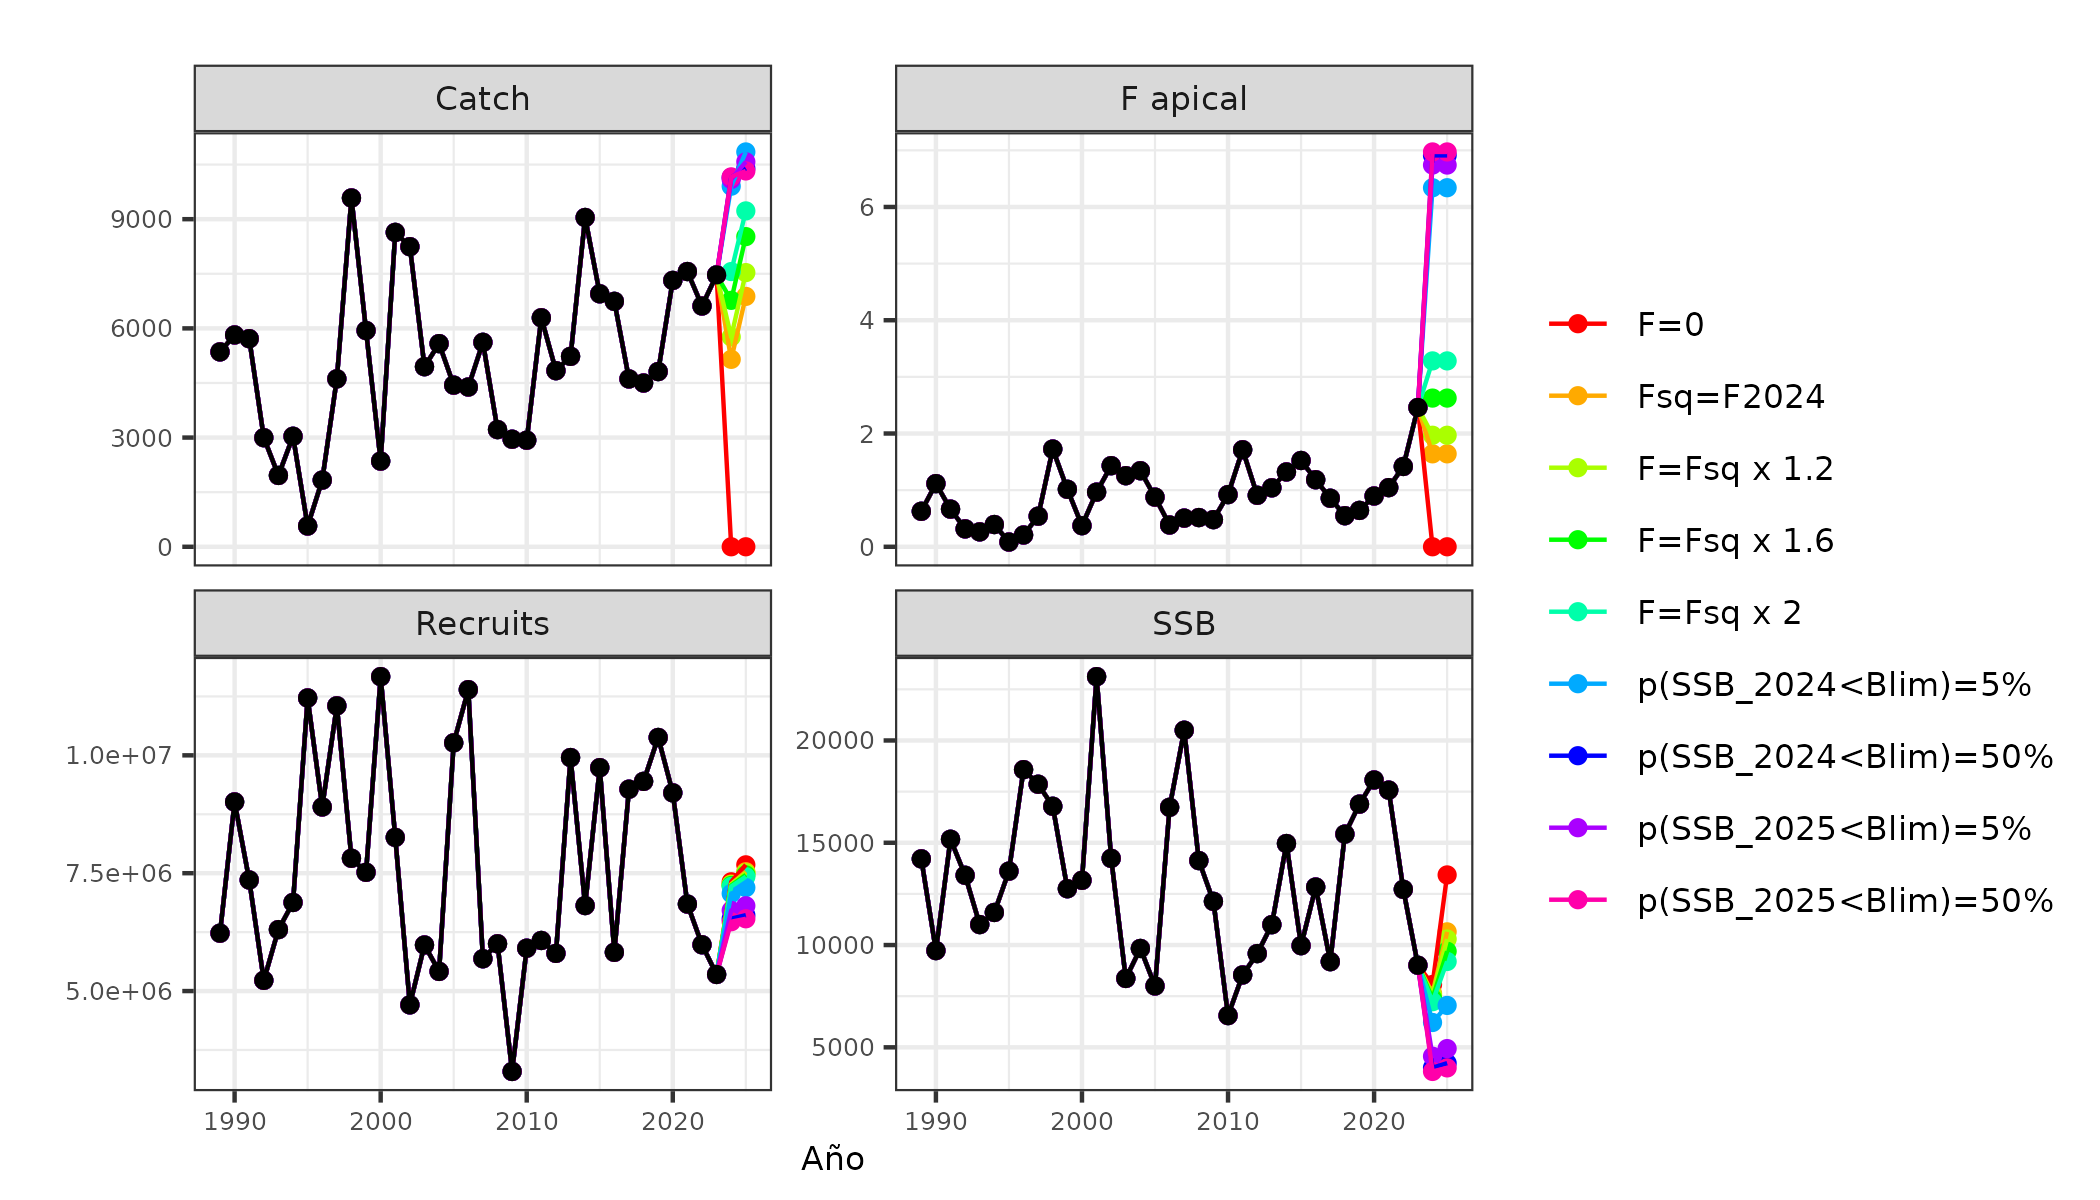 Catch
F apical
9000
6000
3000
0
6
4
2
0
Recruits
SSB
1.0e+07
7.5e+06
5.0e+06
20000
15000
10000
5000
1990
2000
2010
2020
1990
2000
2010
2020
Año
F=0
Fsq=F2024
F=Fsq x 1.2
F=Fsq x 1.6
F=Fsq x 2
p(SSB_2024<Blim)=5%
p(SSB_2024<Blim)=50%
p(SSB_2025<Blim)=5%
p(SSB_2025<Blim)=50%